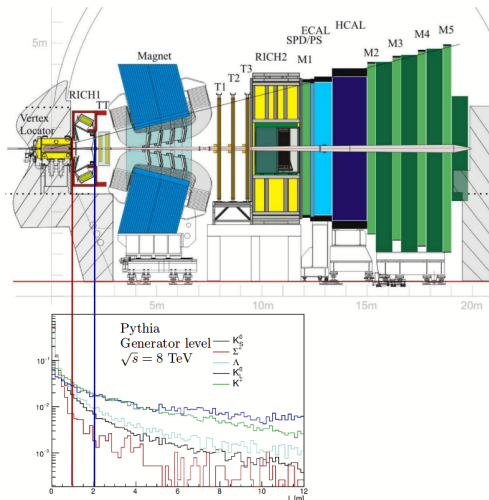 ECAL HCAL
SPD/PS
M5
M4
M3
M2
5m
Magnet
RICH2
M1
T3
T2
T1
RICH1
TT
Vertex
Locator
5m
10m
15m
20m
Pythia
Generator level
√s = 8 TeV
Λ
10⁻¹
10⁻²
10⁻³
0
2
4
6
8
10
12